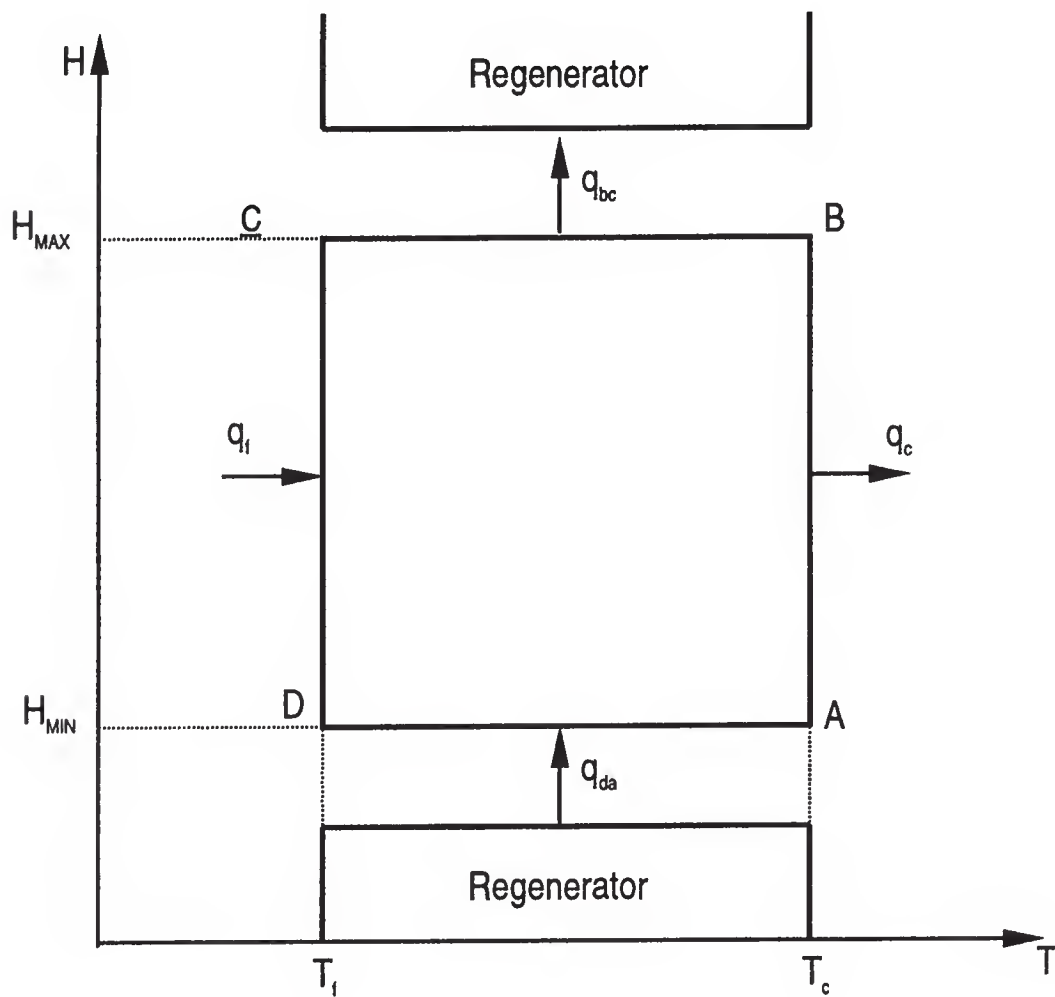 H
Regenerator
q_bc
H_MAX
C
B
q_f
q_c
H_MIN
D
A
q_da
Regenerator
T_f
T_c
T